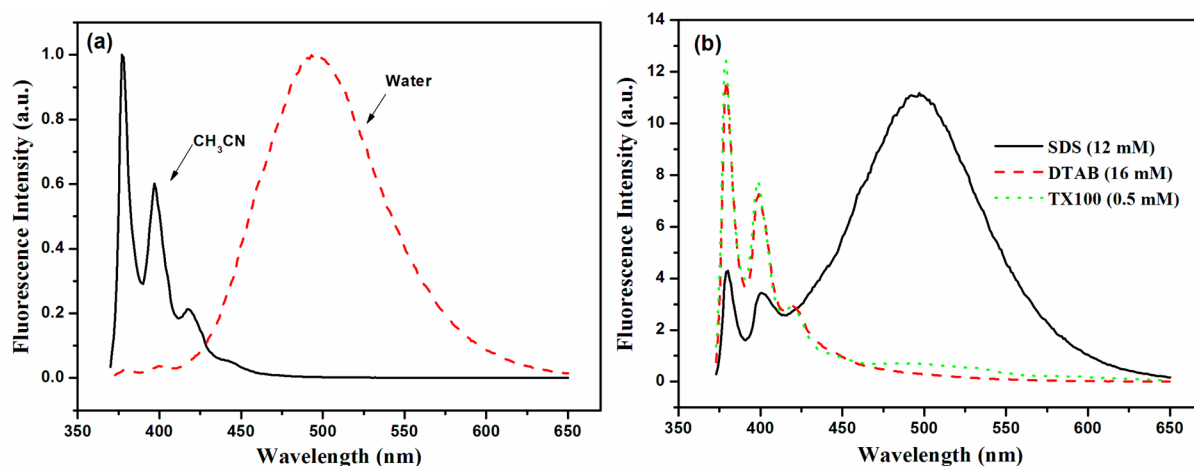 (a)
Fluorescence Intensity (a.u.)
1.0
0.8
0.6
0.4
0.2
0.0
CH₃CN
Water
350 400 450 500 550 600 650
Wavelength (nm)
(b)
Fluorescence Intensity (a.u.)
14
12
10
8
6
4
2
0
SDS (12 mM)
DTAB (16 mM)
TX100 (0.5 mM)
350 400 450 500 550 600 650
Wavelength (nm)